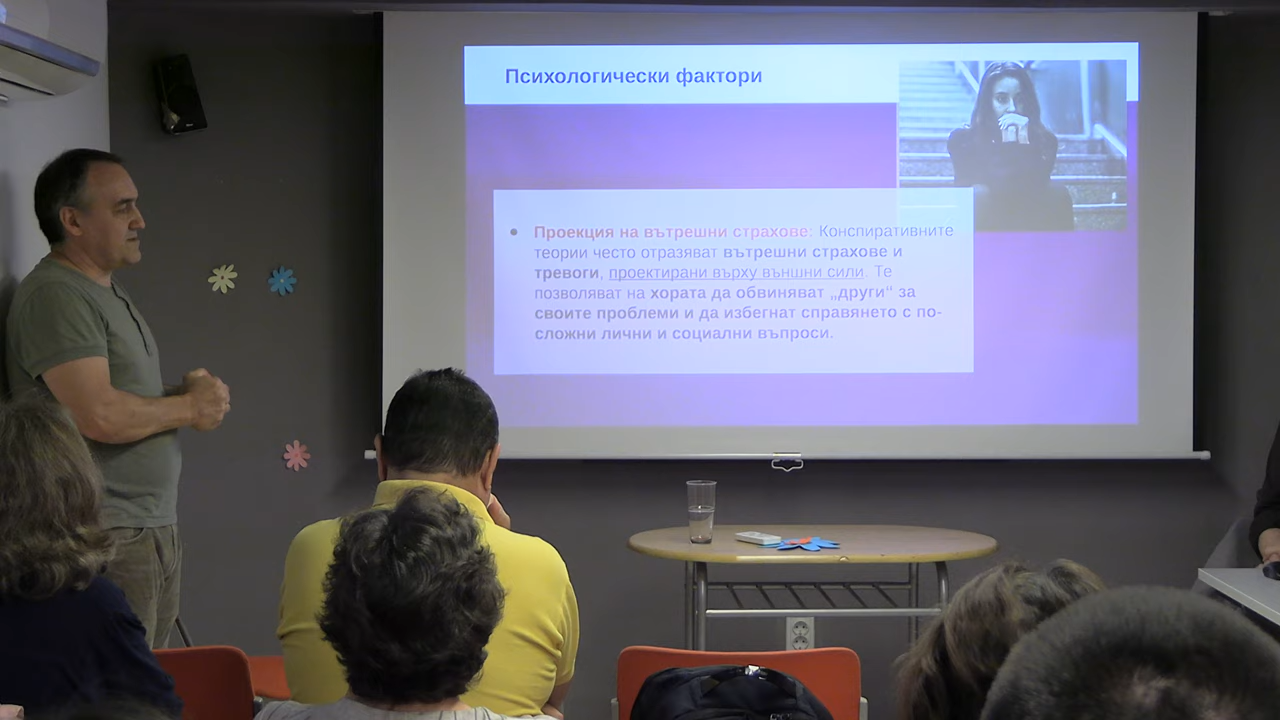 Психологически фактори
Проекция на вътрешни страхове: Конспиративните
теории често отразяват вътрешни страхове и
тревоги, проектирани върху външни сили. Те
позволяват на хората да обвиняват „други“ за
своите проблеми и да избегнат справянето с по-
сложни лични и социални въпроси.